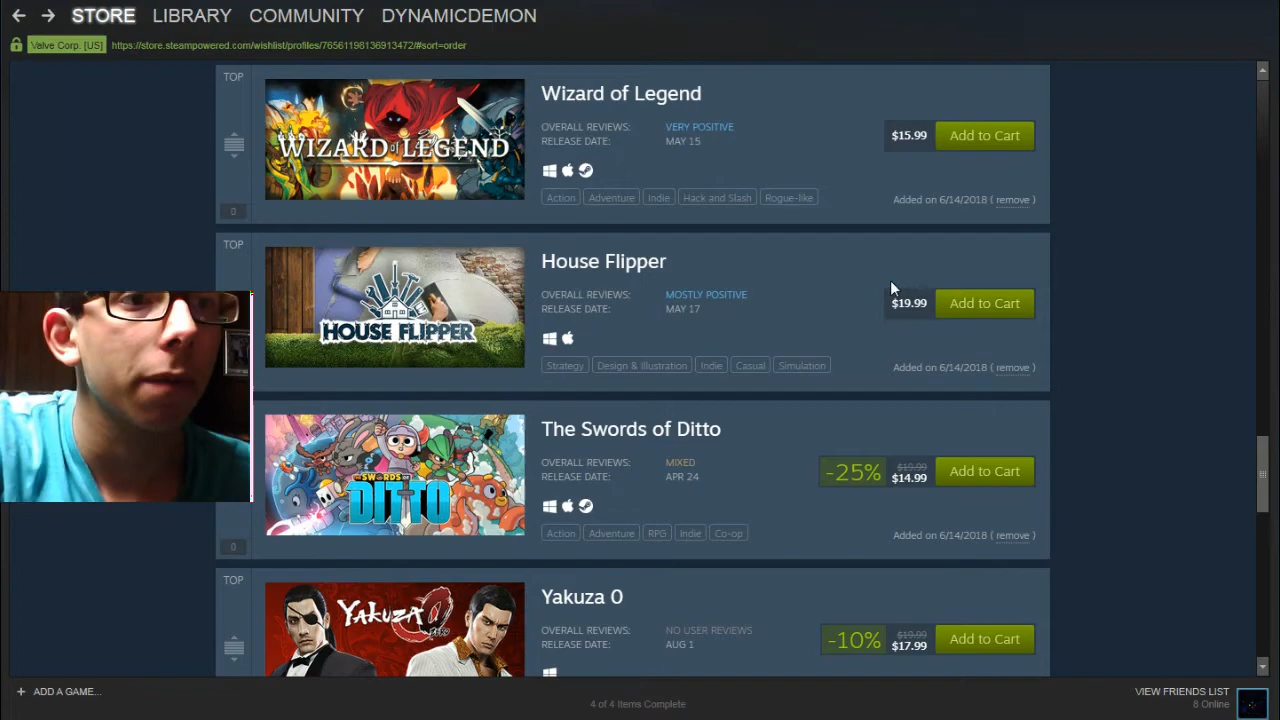 STORE LIBRARY COMMUNITY DYNAMICDEMON
Valve Corp. [US] https://store.steampowered.com/wishlist/profiles/76561198136913472/#sort=order
TOP
WIZARD of LEGEND
Wizard of Legend
OVERALL REVIEWS: VERY POSITIVE
RELEASE DATE: MAY 15
$15.99 Add to Cart
Action Adventure Indie Hack and Slash Rogue-like
Added on 6/14/2018 ( remove )
0
TOP
HOUSE FLIPPER
House Flipper
OVERALL REVIEWS: MOSTLY POSITIVE
RELEASE DATE: MAY 17
$19.99 Add to Cart
Strategy Design & Illustration Indie Casual Simulation
Added on 6/14/2018 ( remove )
THE SWORDS OF
DITTO
The Swords of Ditto
OVERALL REVIEWS: MIXED
RELEASE DATE: APR 24
-25% $19.99 $14.99 Add to Cart
Action Adventure RPG Indie Co-op
Added on 6/14/2018 ( remove )
0
TOP
YAKUZA 0
ZERO
Yakuza 0
OVERALL REVIEWS: NO USER REVIEWS
RELEASE DATE: AUG 1
-10% $19.99 $17.99 Add to Cart
+ ADD A GAME...
4 of 4 Items Complete
VIEW FRIENDS LIST
8 Online